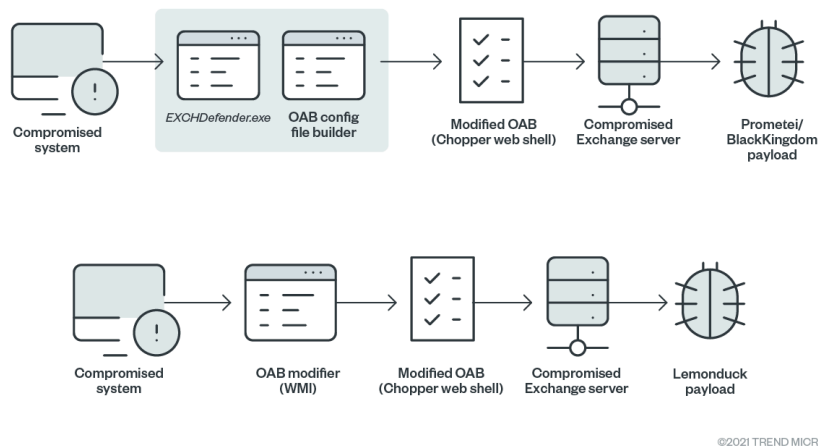 Compromised
system
EXCHDefender.exe
OAB config
file builder
Modified OAB
(Chopper web shell)
Compromised
Exchange server
Prometei/
BlackKingdom
payload
Compromised
system
OAB modifier
(WMI)
Modified OAB
(Chopper web shell)
Compromised
Exchange server
Lemonduck
payload
©2021 TREND MICR